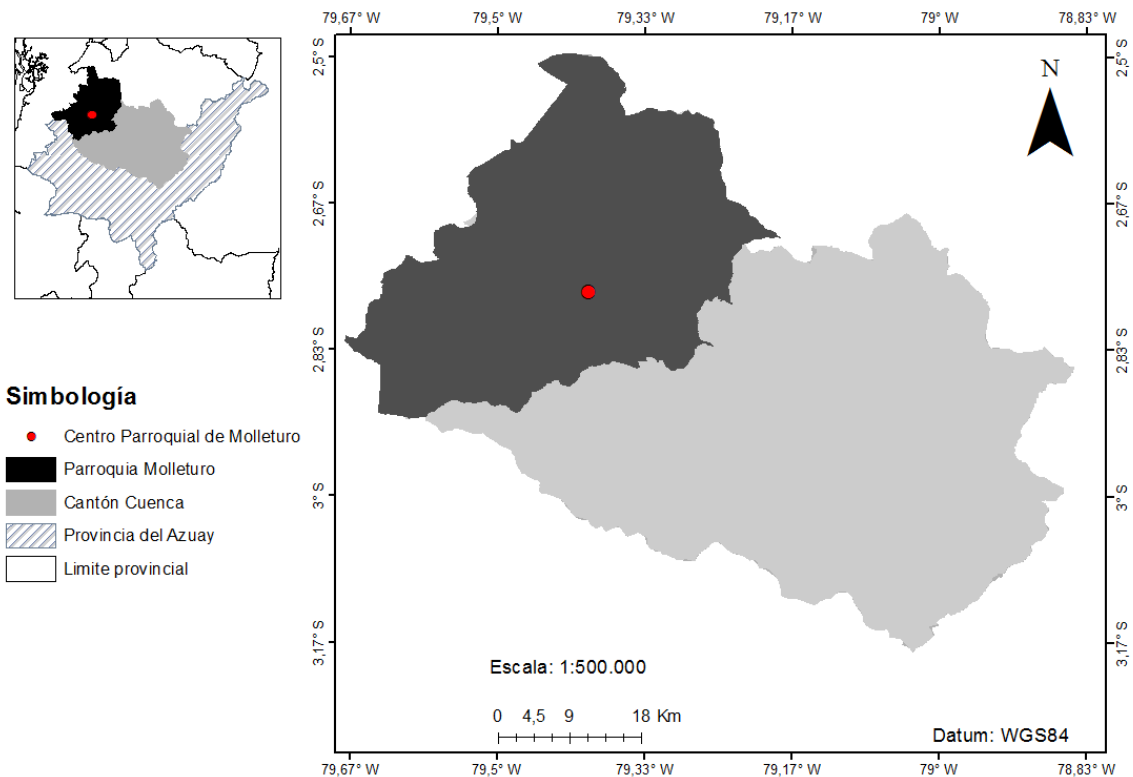 79,67° W 79,5° W 79,33° W 79,17° W 79° W 78,83° W
2,5° S 2,5° S
N
2,67° S 2,67° S
2,83° S 2,83° S
Simbología
Centro Parroquial de Molleturo
Parroquia Molleturo
Cantón Cuenca
3° S 3° S
Provincia del Azuay
Limite provincial
3,17° S 3,17° S
Escala: 1:500.000
0 4,5 9 18 Km
Datum: WGS84
79,67° W 79,5° W 79,33° W 79,17° W 79° W 78,83° W